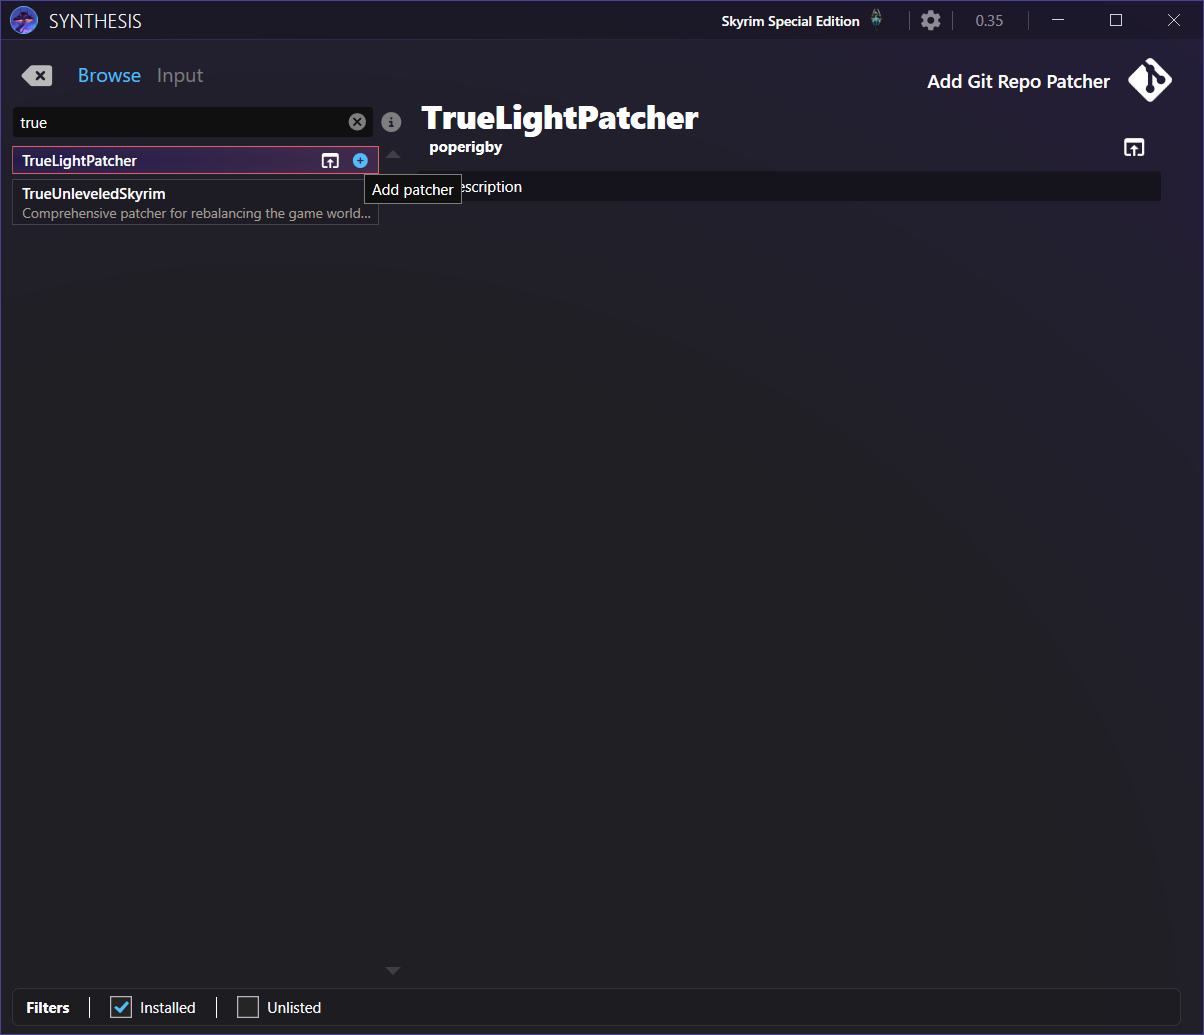 SYNTHESIS
Skyrim Special Edition
0.35
Browse Input
Add Git Repo Patcher
true
TrueLightPatcher
poperigby
TrueLightPatcher
Add patcher
escription
TrueUnleveledSkyrim
Comprehensive patcher for rebalancing the game world...
Filters
Installed
Unlisted